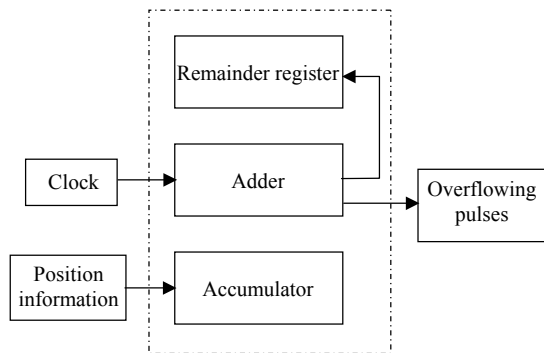 Remainder register
Clock
Adder
Overflowing
pulses
Position
information
Accumulator